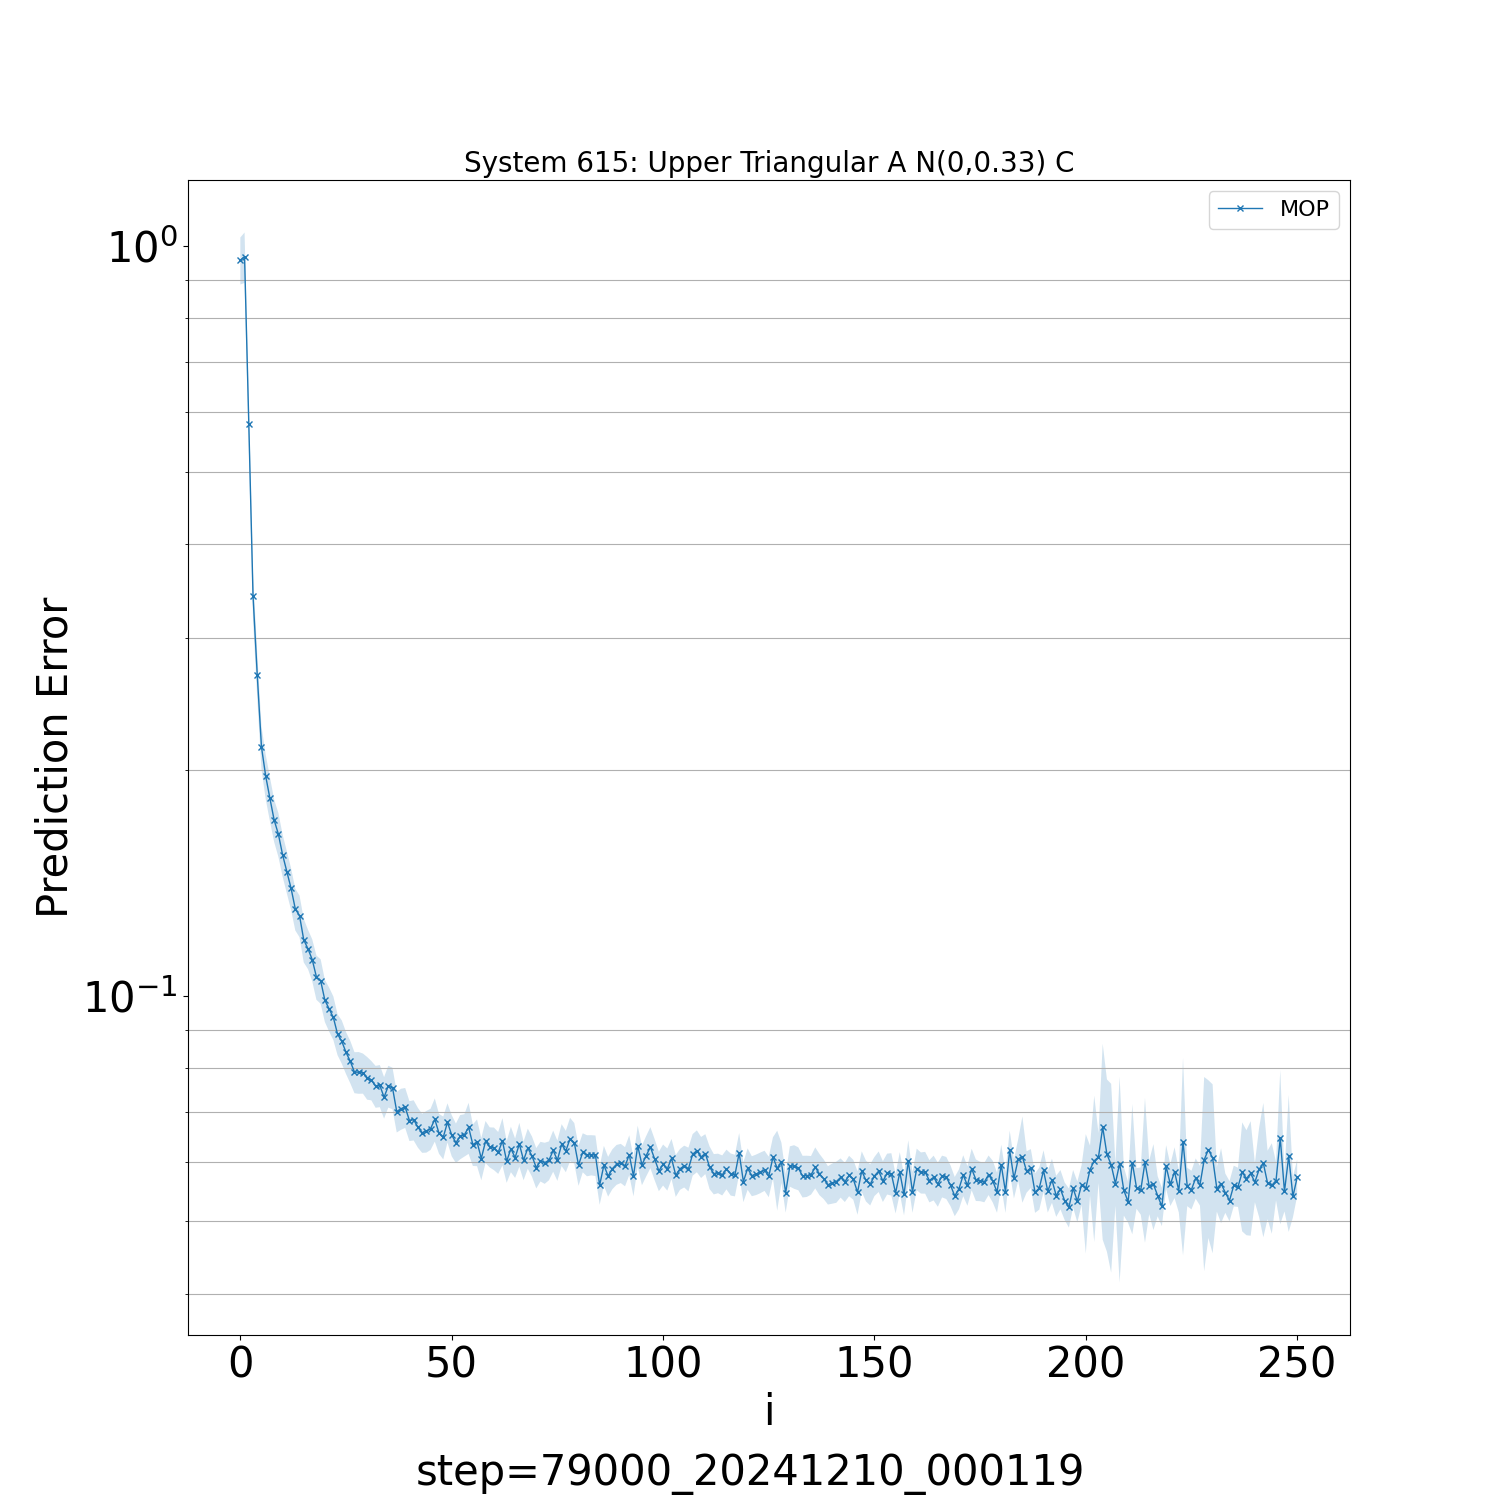 System 615: Upper Triangular A N(0,0.33) C
MOP
10⁰
10⁻¹
Prediction Error
0 50 100 150 200 250
i
step=79000_20241210_000119